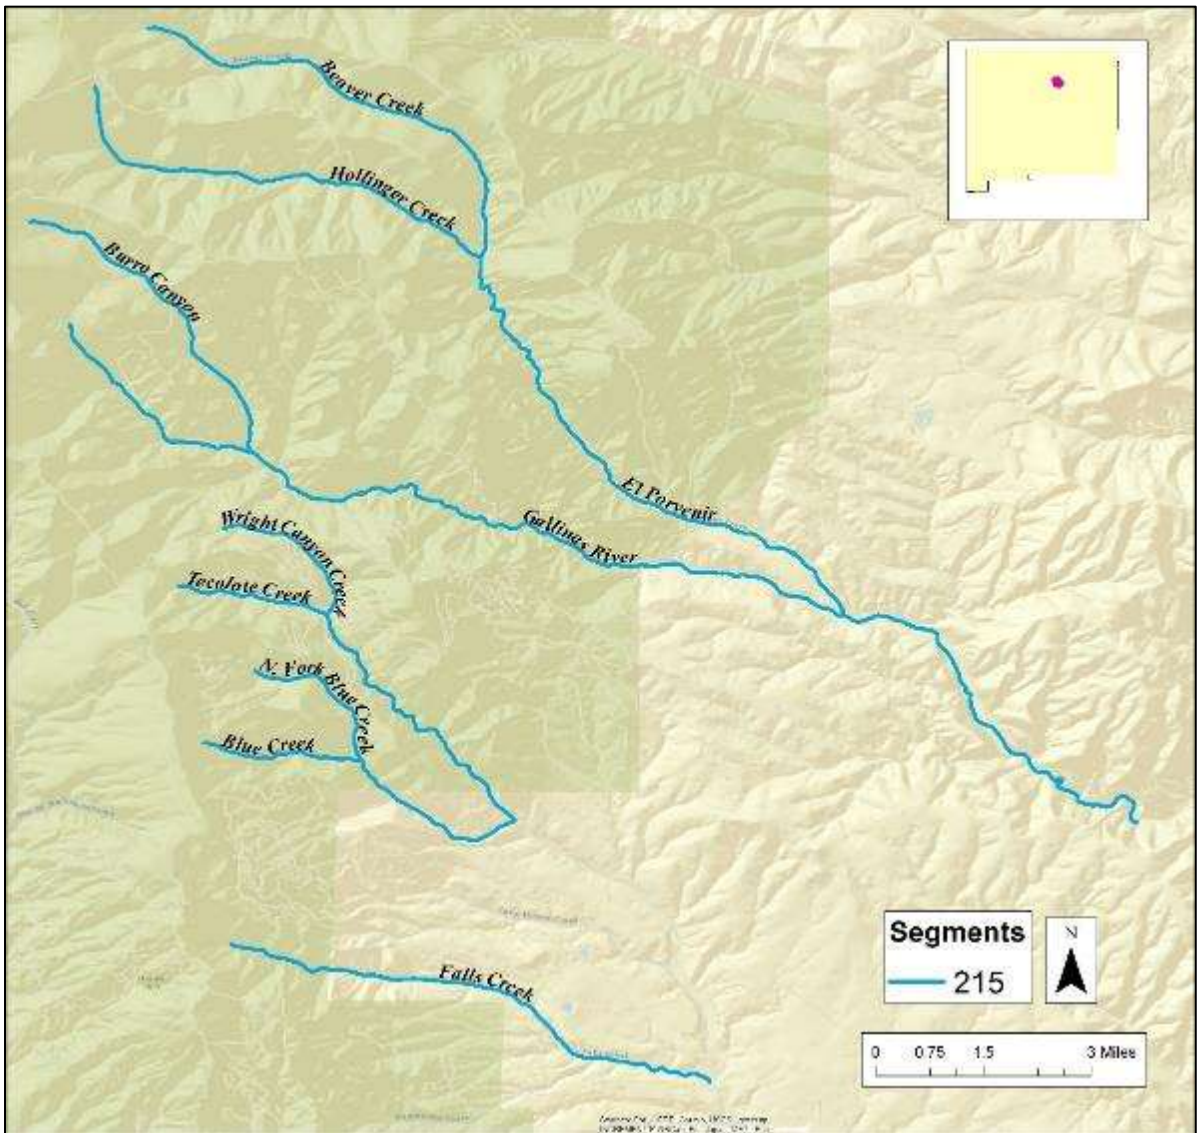 Beaver Creek
Hollinger Creek
Burro Canyon
El Porvenir
Gallinas River
Wright Canyon Creek
Tecolote Creek
N. Fork Blue Creek
Blue Creek
Falls Creek
Segments
215
N
0 0.75 1.5 3 Miles